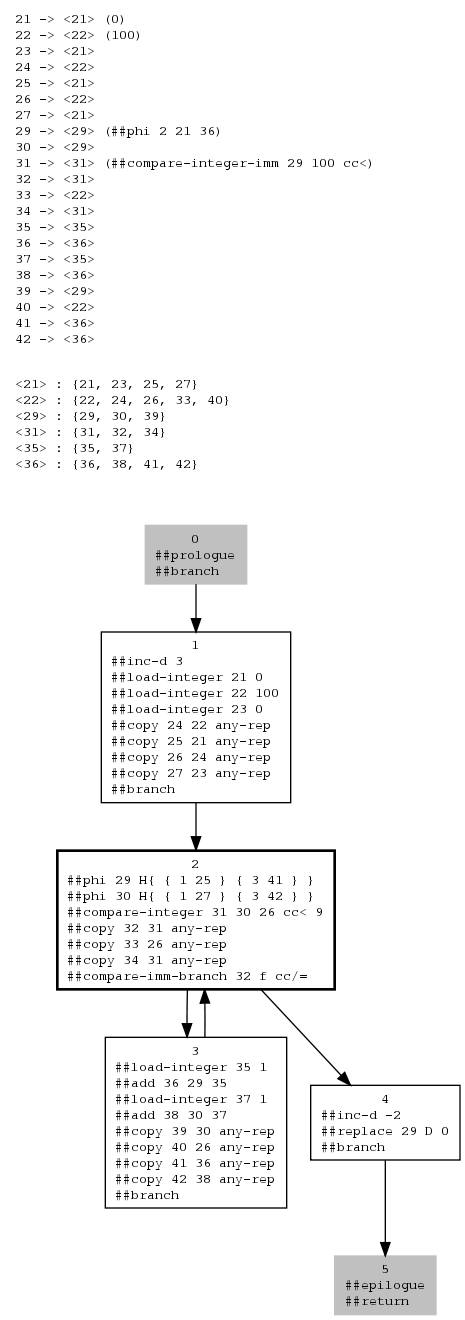 21 -> <21> (0)
22 -> <22> (100)
23 -> <21>
24 -> <22>
25 -> <21>
26 -> <22>
27 -> <21>
29 -> <29> (##phi 2 21 36)
30 -> <29>
31 -> <31> (##compare-integer-imm 29 100 cc<)
32 -> <31>
33 -> <22>
34 -> <31>
35 -> <35>
36 -> <36>
37 -> <35>
38 -> <36>
39 -> <29>
40 -> <22>
41 -> <36>
42 -> <36>
<21> : {21, 23, 25, 27}
<22> : {22, 24, 26, 33, 40}
<29> : {29, 30, 39}
<31> : {31, 32, 34}
<35> : {35, 37}
<36> : {36, 38, 41, 42}
0
##prologue
##branch
1
##inc-d 3
##load-integer 21 0
##load-integer 22 100
##load-integer 23 0
##copy 24 22 any-rep
##copy 25 21 any-rep
##copy 26 24 any-rep
##copy 27 23 any-rep
##branch
2
##phi 29 H{ { 1 25 } { 3 41 } }
##phi 30 H{ { 1 27 } { 3 42 } }
##compare-integer 31 30 26 cc< 9
##copy 32 31 any-rep
##copy 33 26 any-rep
##copy 34 31 any-rep
##compare-imm-branch 32 f cc/=
3
##load-integer 35 1
##add 36 29 35
##load-integer 37 1
##add 38 30 37
##copy 39 30 any-rep
##copy 40 26 any-rep
##copy 41 36 any-rep
##copy 42 38 any-rep
##branch
4
##inc-d -2
##replace 29 D 0
##branch
5
##epilogue
##return